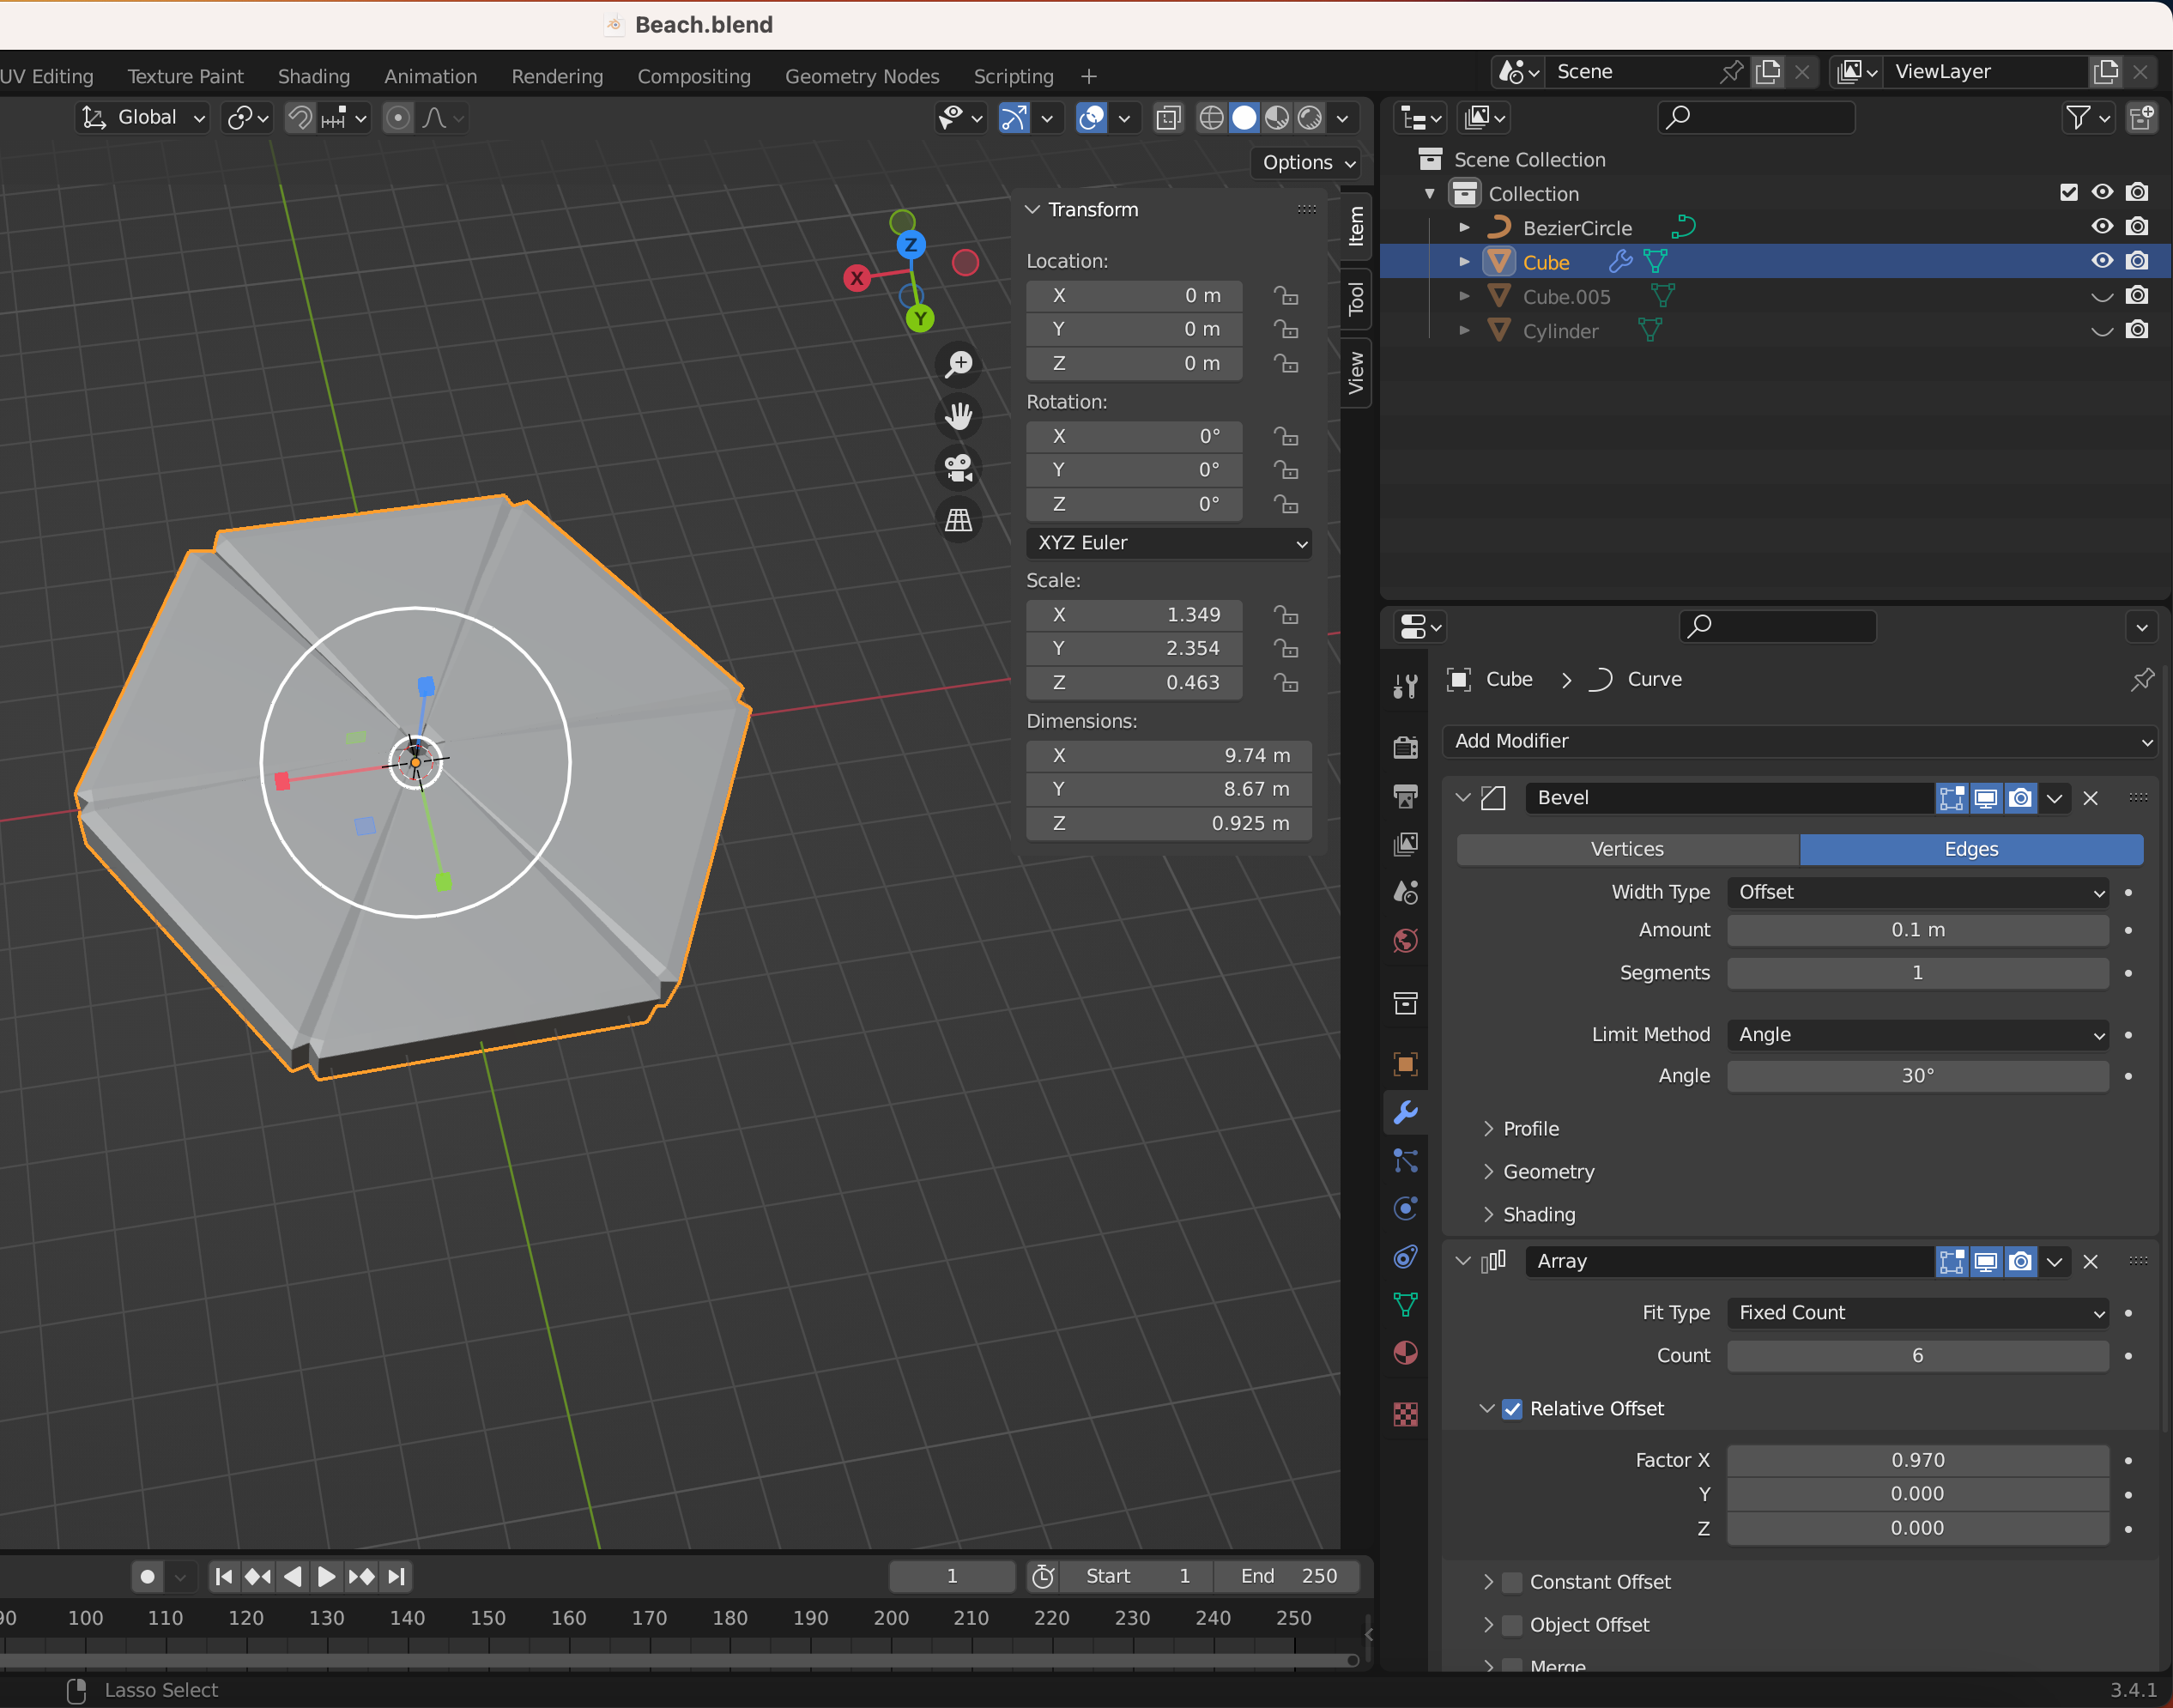 Beach.blend
UV Editing Texture Paint Shading Animation Rendering Compositing Geometry Nodes Scripting +
Scene
ViewLayer
Global
Options
Transform
Location:
X 0 m
Y 0 m
Z 0 m
Rotation:
X 0°
Y 0°
Z 0°
XYZ Euler
Scale:
X 1.349
Y 2.354
Z 0.463
Dimensions:
X 9.74 m
Y 8.67 m
Z 0.925 m
Item
Tool
View
Z
X
Y
Scene Collection
Collection
BezierCircle
Cube
Cube.005
Cylinder
Cube > Curve
Add Modifier
Bevel
Vertices Edges
Width Type Offset
Amount 0.1 m
Segments 1
Limit Method Angle
Angle 30°
Profile
Geometry
Shading
Array
Fit Type Fixed Count
Count 6
Relative Offset
Factor X 0.970
Y 0.000
Z 0.000
Constant Offset
Object Offset
Merge
1 Start 1 End 250
90 100 110 120 130 140 150 160 170 180 190 200 210 220 230 240 250
Lasso Select
3.4.1